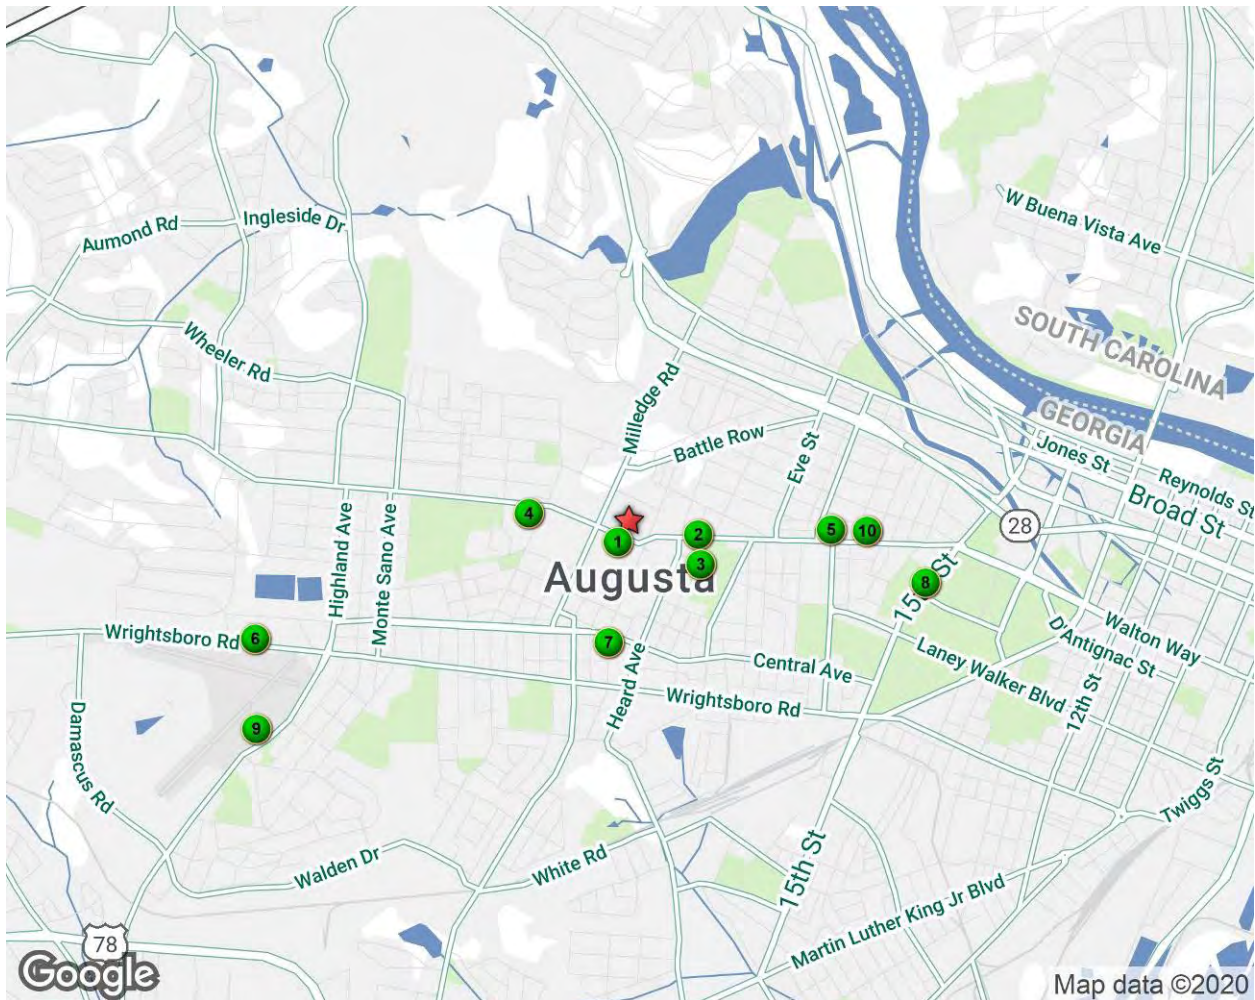 W Buena Vista Ave
Ingleside Dr
Aumond Rd
SOUTH CAROLINA
Wheeler Rd
Milledge Rd
GEORGIA
Battle Row
Eve St
Jones St
Reynolds St
Broad St
Highland Ave
Monte Sano Ave
4
1
2
5
10
28
3
Augusta
8
15th St
Walton Way
D'Antignac St
Wrightsboro Rd
6
7
Heard Ave
Central Ave
Laney Walker Blvd
12th St
Wrightsboro Rd
Damascus Rd
9
Twiggs St
Walden Dr
White Rd
15th St
Martin Luther King Jr Blvd
78
Google
Map data ©2020